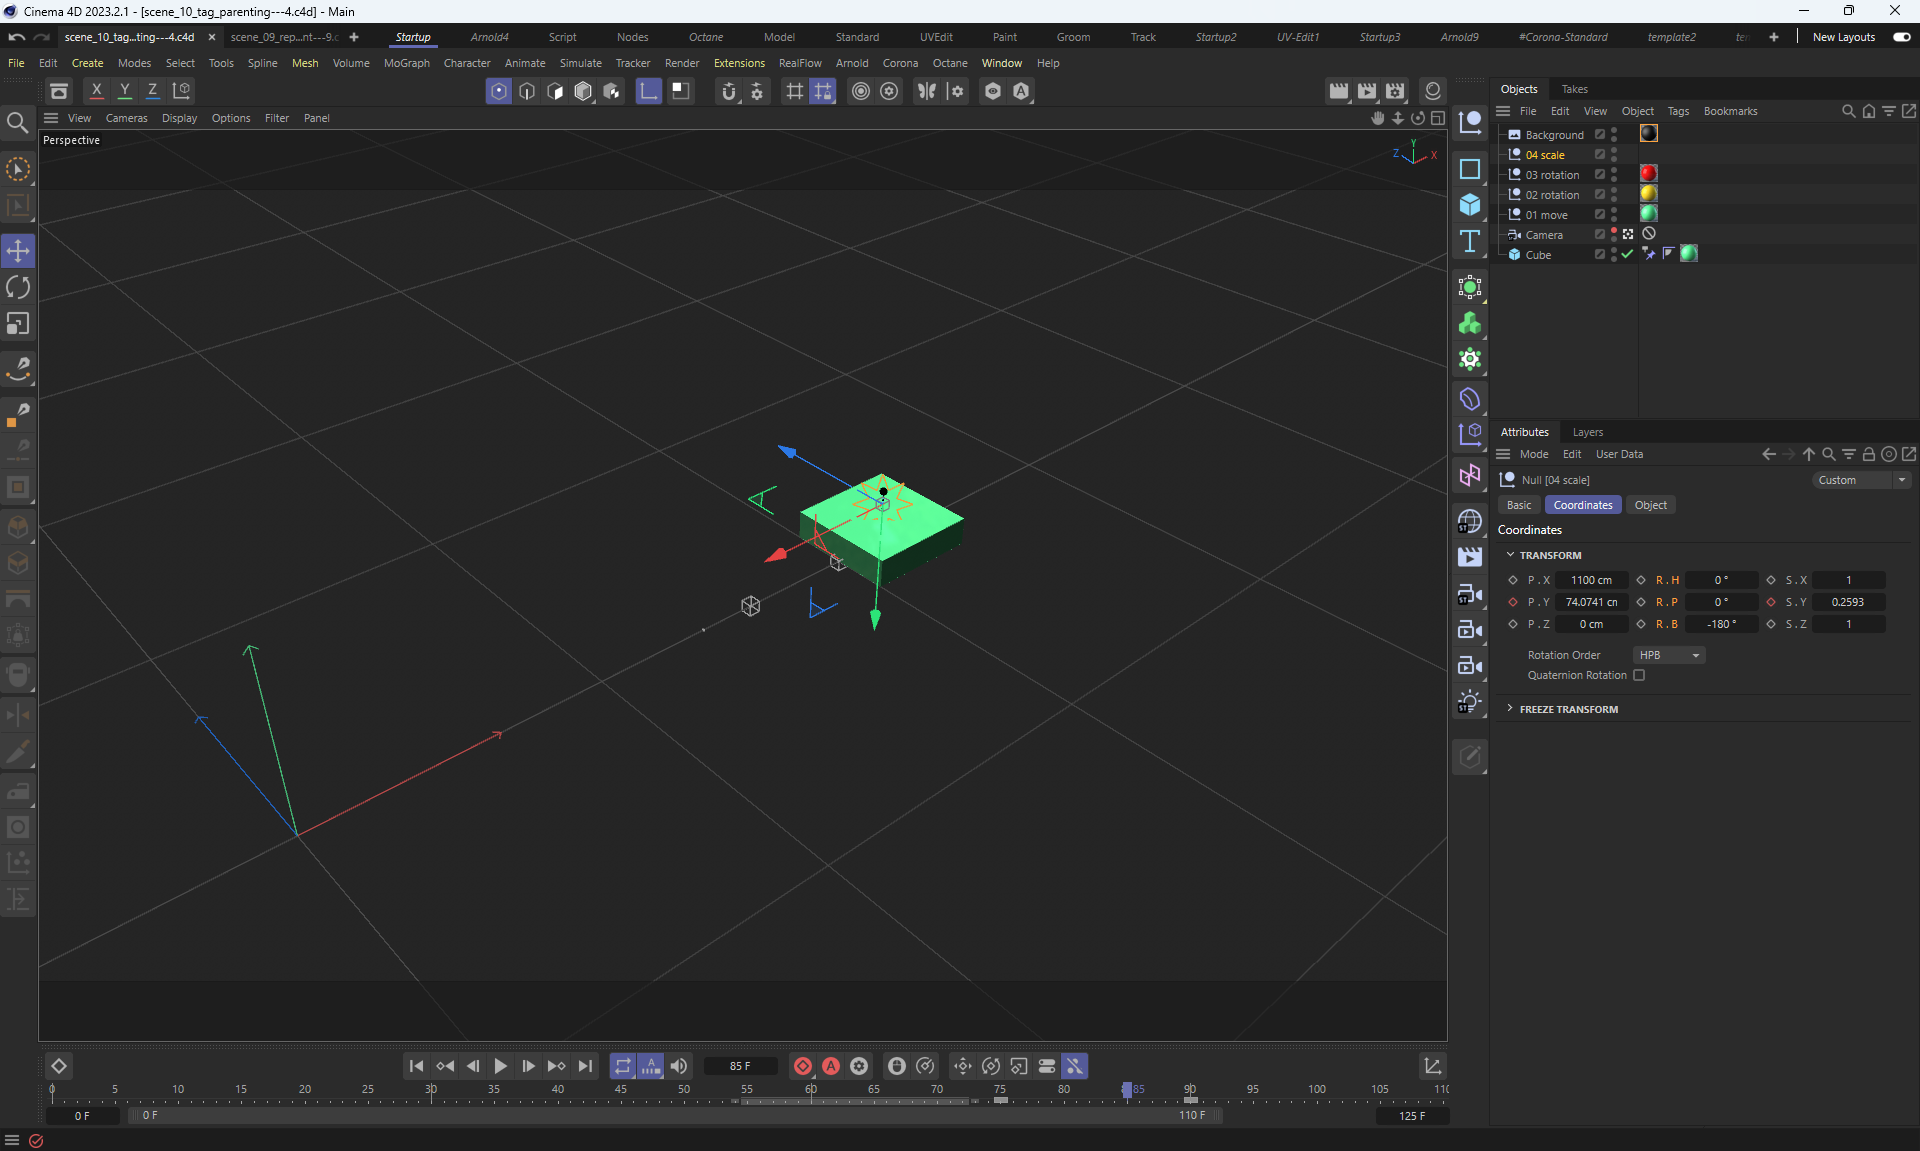 Cinema 4D 2023.2.1 - [scene_10_tag_parenting---4.c4d] - Main
scene_10_tag...ting---4.c4d × scene_09_rep...nt---9.c + Startup Arnold4 Script Nodes Octane Model Standard UVEdit Paint Groom Track Startup2 UV-Edit1 Startup3 Arnold9 #Corona-Standard template2 + New Layouts
File Edit Create Modes Select Tools Spline Mesh Volume MoGraph Character Animate Simulate Tracker Render Extensions RealFlow Arnold Corona Octane Window Help
X Y Z
Objects Takes
View Cameras Display Options Filter Panel
File Edit View Object Tags Bookmarks
Perspective
Y
Z X
Background
04 scale
03 rotation
02 rotation
01 move
Camera
Cube
Attributes Layers
Mode Edit User Data
Null [04 scale]
Custom
Basic Coordinates Object
Coordinates
TRANSFORM
P . X 1100 cm R . H 0 ° S . X 1
P . Y 74.0741 cn R . P 0 ° S . Y 0.2593
P . Z 0 cm R . B -180 ° S . Z 1
Rotation Order HPB
Quaternion Rotation
FREEZE TRANSFORM
ST
ST
ST
A
85 F
A
0 5 10 15 20 25 30 35 40 45 50 55 60 65 70 75 80 85 90 95 100 105 110
0 F 0 F 110 F 125 F